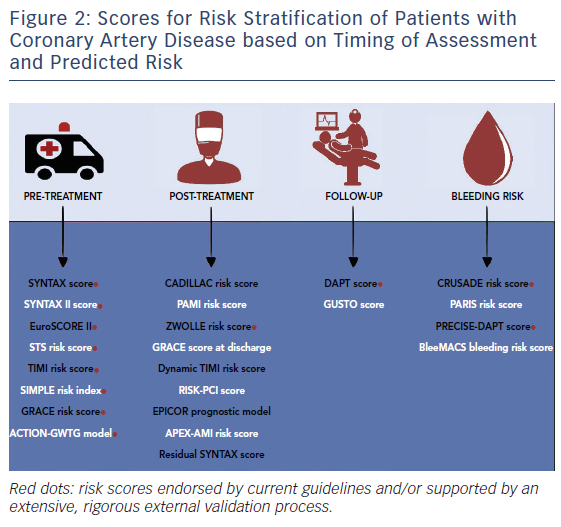 Figure 2: Scores for Risk Stratification of Patients with
Coronary Artery Disease based on Timing of Assessment
and Predicted Risk
PRE-TREATMENT
POST-TREATMENT
FOLLOW-UP
BLEEDING RISK
SYNTAX score
SYNTAX II score
EuroSCORE II
STS risk score
TIMI risk score
SIMPLE risk index
GRACE risk score
ACTION-GWTG model
CADILLAC risk score
PAMI risk score
ZWOLLE risk score
GRACE score at discharge
Dynamic TIMI risk score
RISK-PCI score
EPICOR prognostic model
APEX-AMI risk score
Residual SYNTAX score
DAPT score
GUSTO score
CRUSADE risk score
PARIS risk score
PRECISE-DAPT score
BleeMACS bleeding risk score
Red dots: risk scores endorsed by current guidelines and/or supported by an
extensive, rigorous external validation process.